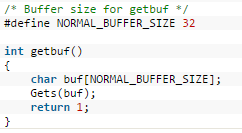 /* Buffer size for getbuf */
#define NORMAL_BUFFER_SIZE 32
int getbuf()
{
char buf[NORMAL_BUFFER_SIZE];
Gets(buf);
return 1;
}